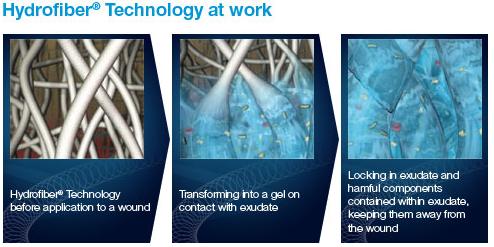 Hydrofiber® Technology at work
Hydrofiber® Technology
before application to a wound
Transforming into a gel on
contact with exudate
Locking in exudate and
harmful components
contained within exudate,
keeping them away from
the wound